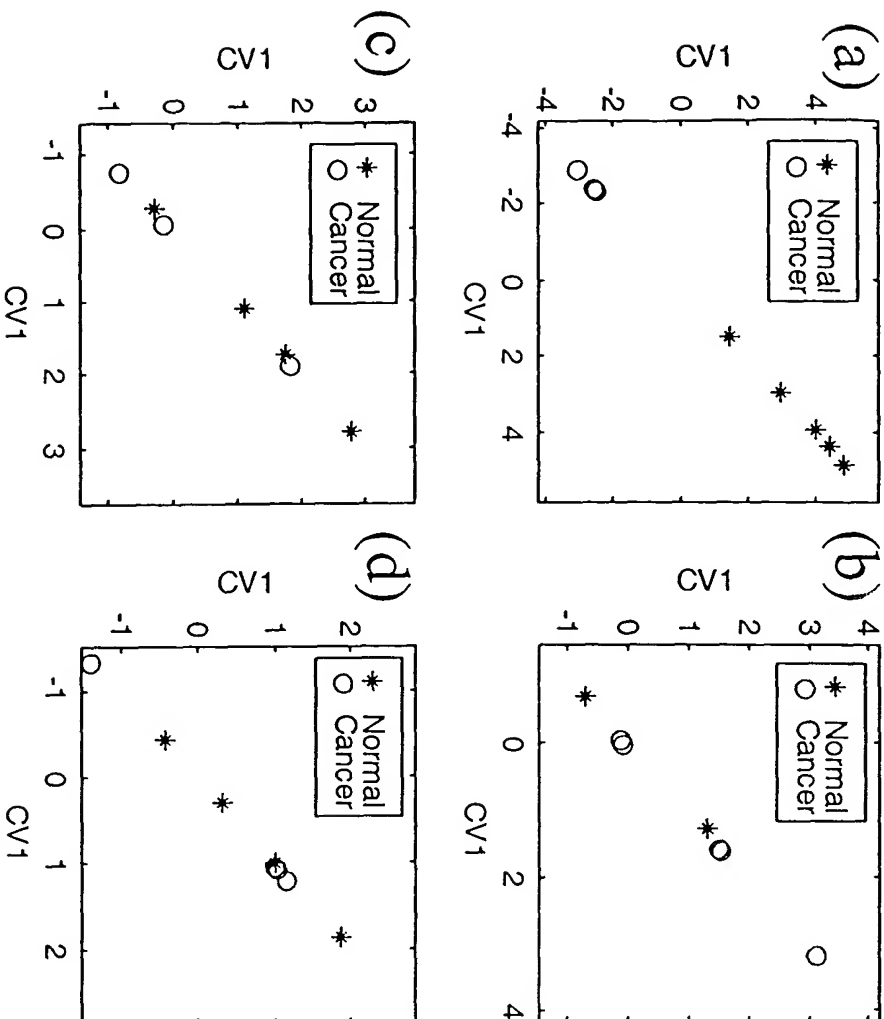 (a)
CV1
4
2
0
-2
-4
Normal
Cancer
-4 -2 0 2 4
CV1
(b)
CV1
4
3
2
1
0
-1
Normal
Cancer
0 2 4
CV1
(c)
CV1
3
2
1
0
-1
Normal
Cancer
-1 0 1 2 3
CV1
(d)
CV1
2
1
0
-1
Normal
Cancer
-1 0 1 2
CV1